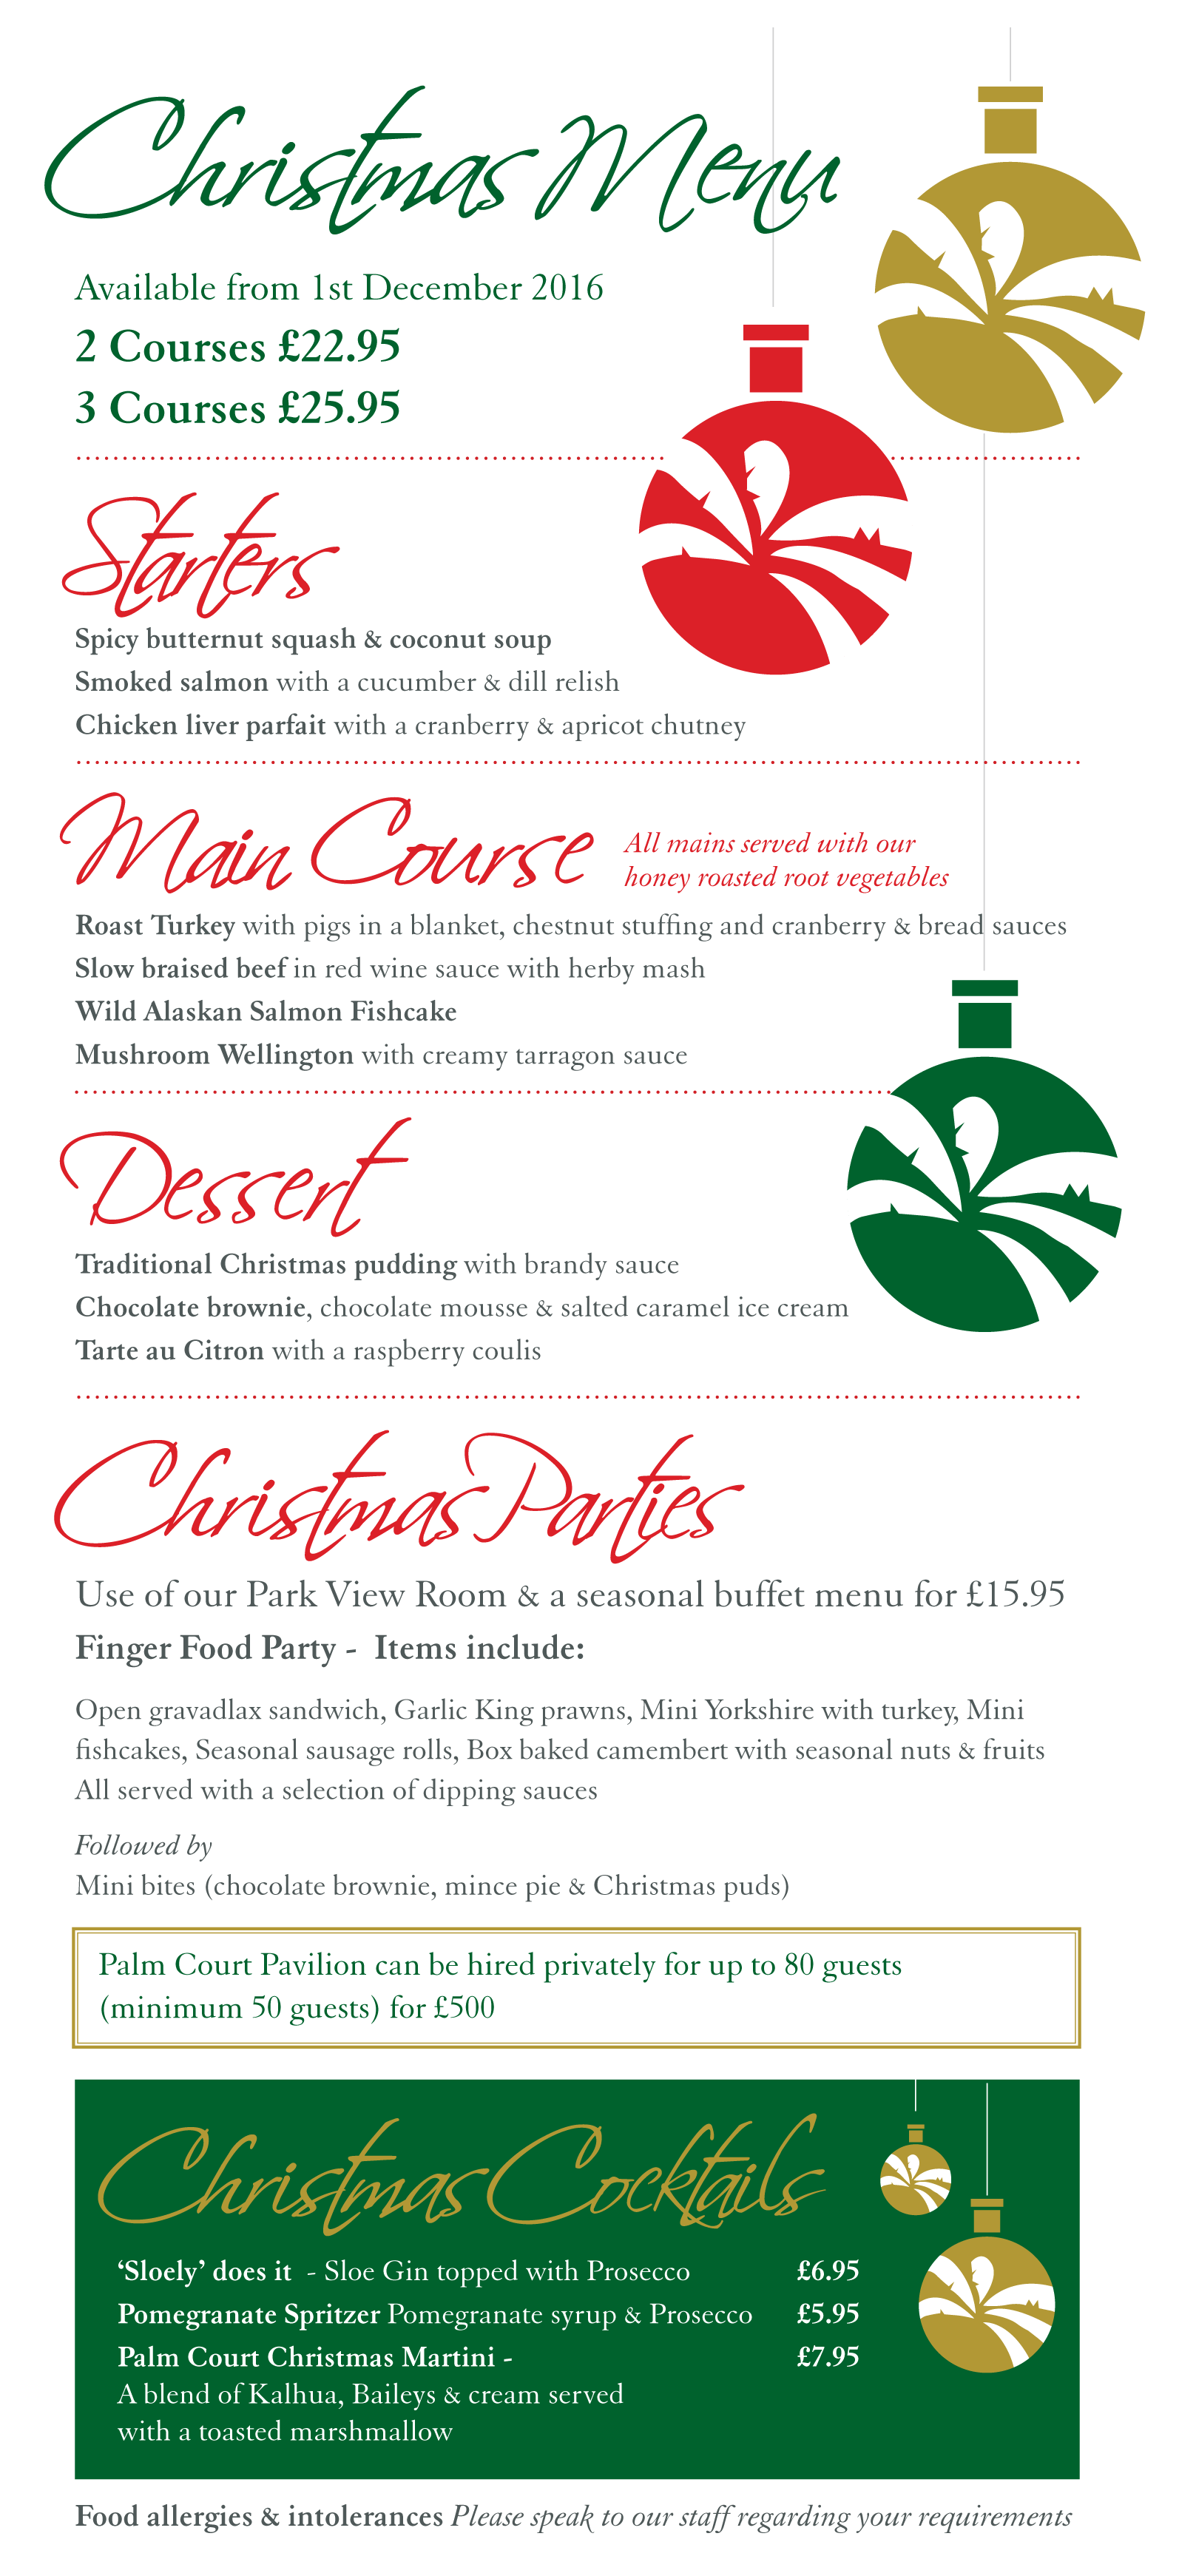 Christmas Menu
Available from 1st December 2016
2 Courses £22.95
3 Courses £25.95
Starters
Spicy butternut squash & coconut soup
Smoked salmon with a cucumber & dill relish
Chicken liver parfait with a cranberry & apricot chutney
Main Course
All mains served with our
honey roasted root vegetables
Roast Turkey with pigs in a blanket, chestnut stuffing and cranberry & bread sauces
Slow braised beef in red wine sauce with herby mash
Wild Alaskan Salmon Fishcake
Mushroom Wellington with creamy tarragon sauce
Dessert
Traditional Christmas pudding with brandy sauce
Chocolate brownie, chocolate mousse & salted caramel ice cream
Tarte au Citron with a raspberry coulis
Christmas Parties
Use of our Park View Room & a seasonal buffet menu for £15.95
Finger Food Party - Items include:
Open gravadlax sandwich, Garlic King prawns, Mini Yorkshire with turkey, Mini
fishcakes, Seasonal sausage rolls, Box baked camembert with seasonal nuts & fruits
All served with a selection of dipping sauces
Followed by
Mini bites (chocolate brownie, mince pie & Christmas puds)
Palm Court Pavilion can be hired privately for up to 80 guests
(minimum 50 guests) for £500
Christmas Cocktails
‘Sloely’ does it - Sloe Gin topped with Prosecco £6.95
Pomegranate Spritzer Pomegranate syrup & Prosecco £5.95
Palm Court Christmas Martini - £7.95
A blend of Kalhua, Baileys & cream served
with a toasted marshmallow
Food allergies & intolerances Please speak to our staff regarding your requirements